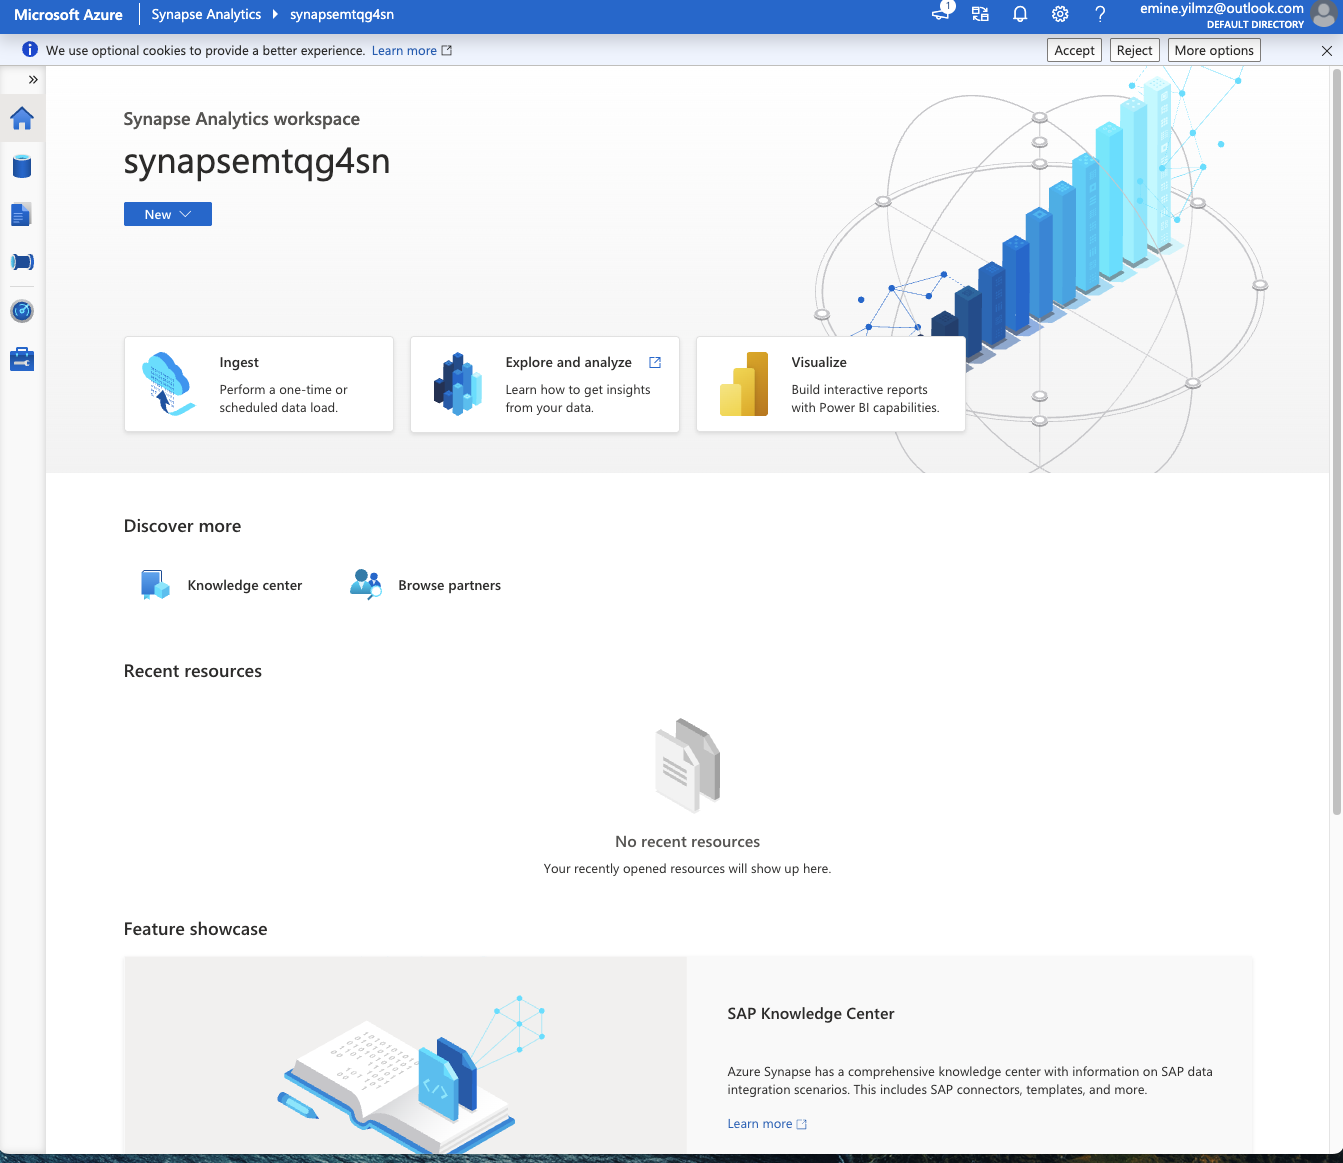 Microsoft Azure
Synapse Analytics
synapsemtqg4sn
1
emine.yilmz@outlook.com
DEFAULT DIRECTORY
We use optional cookies to provide a better experience. Learn more
Accept
Reject
More options
Synapse Analytics workspace
synapsemtqg4sn
New
Ingest
Perform a one-time or
scheduled data load.
Explore and analyze
Learn how to get insights
from your data.
Visualize
Build interactive reports
with Power BI capabilities.
Discover more
Knowledge center
Browse partners
Recent resources
No recent resources
Your recently opened resources will show up here.
Feature showcase
SAP Knowledge Center
Azure Synapse has a comprehensive knowledge center with information on SAP data
integration scenarios. This includes SAP connectors, templates, and more.
Learn more